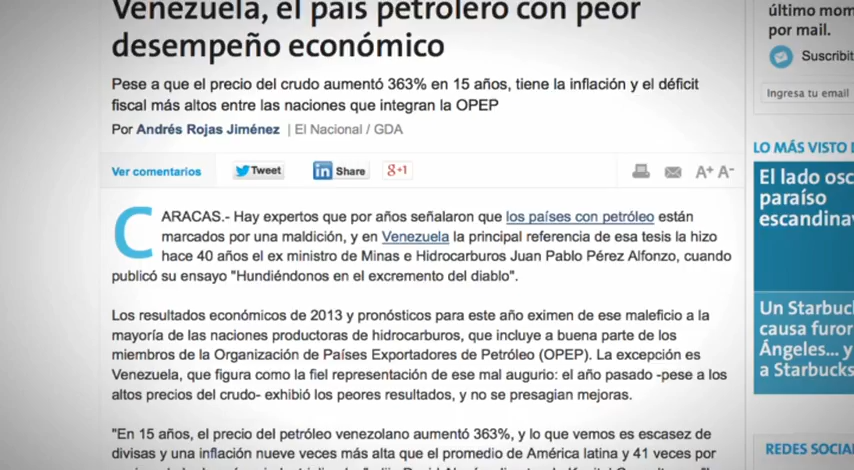 Venezuela, el país petrolero con peor
desempeño económico
Pese a que el precio del crudo aumentó 363% en 15 años, tiene la inflación y el déficit
fiscal más altos entre las naciones que integran la OPEP
Por Andrés Rojas Jiménez | El Nacional / GDA
Ver comentarios
Tweet
in Share
g+1
A+ A-
CARACAS.- Hay expertos que por años señalaron que los países con petróleo están
marcados por una maldición, y en Venezuela la principal referencia de esa tesis la hizo
hace 40 años el ex ministro de Minas e Hidrocarburos Juan Pablo Pérez Alfonzo, cuando
publicó su ensayo "Hundiéndonos en el excremento del diablo".
Los resultados económicos de 2013 y pronósticos para este año eximen de ese maleficio a la
mayoría de las naciones productoras de hidrocarburos, que incluye a buena parte de los
miembros de la Organización de Países Exportadores de Petróleo (OPEP). La excepción es
Venezuela, que figura como la fiel representación de ese mal augurio: el año pasado -pese a los
altos precios del crudo- exhibió los peores resultados, y no se presagian mejoras.
"En 15 años, el precio del petróleo venezolano aumentó 363%, y lo que vemos es escasez de
divisas y una inflación nueve veces más alta que el promedio de América latina y 41 veces por
último mom
por mail.
Suscribit
Ingresa tu email
LO MÁS VISTO
El lado osc
paraíso
escandinav
Un Starbuc
causa furor
Ángeles... y
a Starbucks
REDES SOCIA